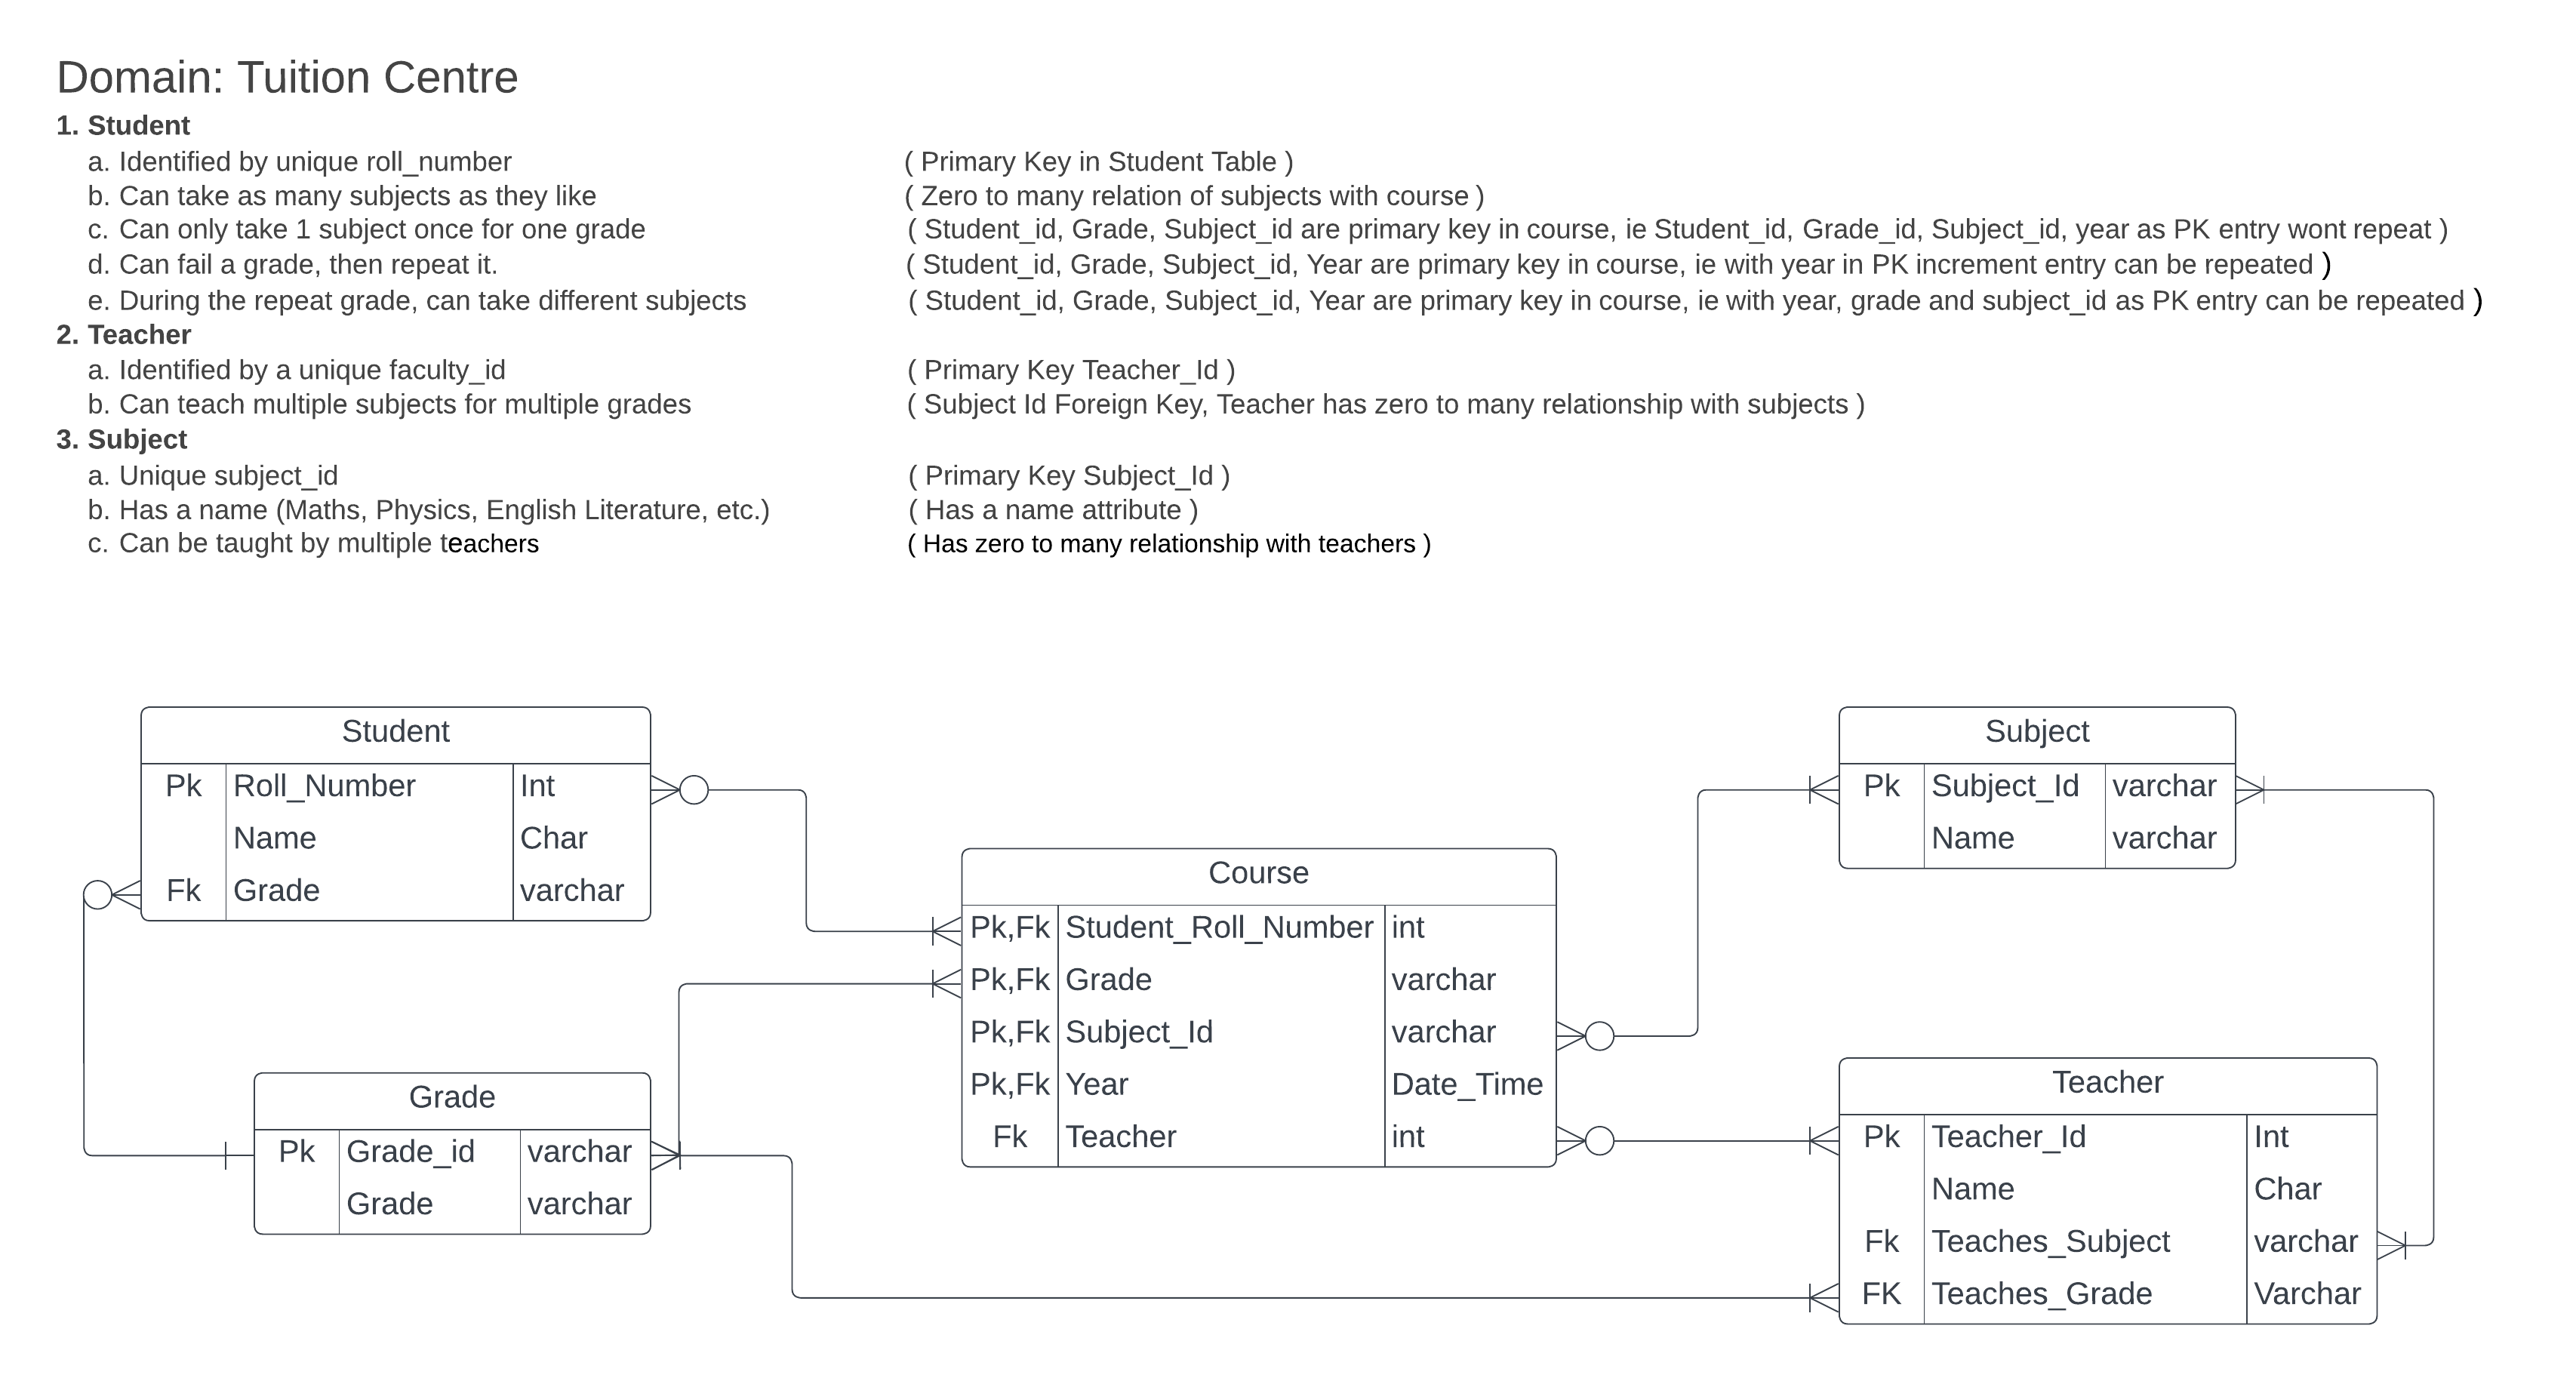 Domain: Tuition Centre
1. Student
a. Identified by unique roll_number ( Primary Key in Student Table )
b. Can take as many subjects as they like ( Zero to many relation of subjects with course )
c. Can only take 1 subject once for one grade ( Student_id, Grade, Subject_id are primary key in course, ie Student_id, Grade_id, Subject_id, year as PK entry wont repeat )
d. Can fail a grade, then repeat it. ( Student_id, Grade, Subject_id, Year are primary key in course, ie with year in PK increment entry can be repeated )
e. During the repeat grade, can take different subjects ( Student_id, Grade, Subject_id, Year are primary key in course, ie with year, grade and subject_id as PK entry can be repeated )
2. Teacher
a. Identified by a unique faculty_id ( Primary Key Teacher_Id )
b. Can teach multiple subjects for multiple grades ( Subject Id Foreign Key, Teacher has zero to many relationship with subjects )
3. Subject
a. Unique subject_id ( Primary Key Subject_Id )
b. Has a name (Maths, Physics, English Literature, etc.) ( Has a name attribute )
c. Can be taught by multiple teachers ( Has zero to many relationship with teachers )
Student
Pk Roll_Number Int
Name Char
Fk Grade varchar
Grade
Pk Grade_id varchar
Grade varchar
Course
Pk,Fk Student_Roll_Number int
Pk,Fk Grade varchar
Pk,Fk Subject_Id varchar
Pk,Fk Year Date_Time
Fk Teacher int
Subject
Pk Subject_Id varchar
Name varchar
Teacher
Pk Teacher_Id Int
Name Char
Fk Teaches_Subject varchar
FK Teaches_Grade Varchar